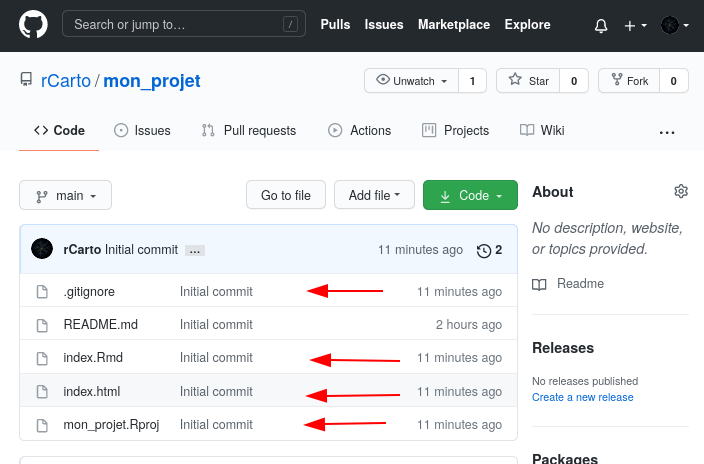 Search or jump to… / Pulls Issues Marketplace Explore
rCarto / mon_projet Unwatch 1 Star 0 Fork 0
Code Issues Pull requests Actions Projects Wiki ...
main Go to file Add file Code
About
No description, website,
or topics provided.
Readme
rCarto Initial commit ... 11 minutes ago 2
.gitignore Initial commit 11 minutes ago
README.md Initial commit 2 hours ago
index.Rmd Initial commit 11 minutes ago
index.html Initial commit 11 minutes ago
mon_projet.Rproj Initial commit 11 minutes ago
Releases
No releases published
Create a new release
Packages